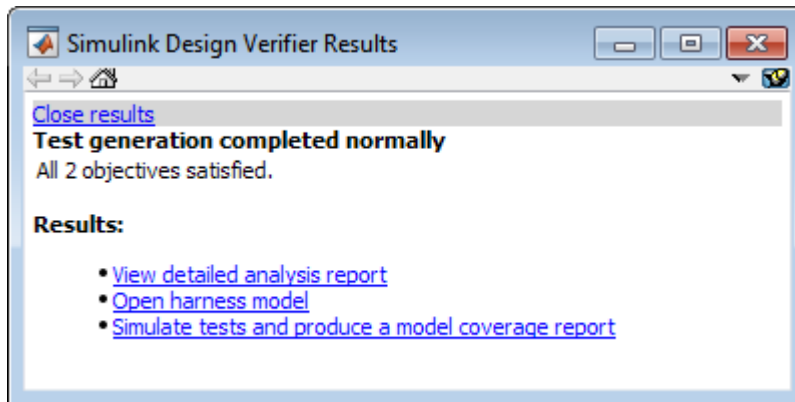 Simulink Design Verifier Results
Close results
Test generation completed normally
All 2 objectives satisfied.
Results:
• View detailed analysis report
• Open harness model
• Simulate tests and produce a model coverage report